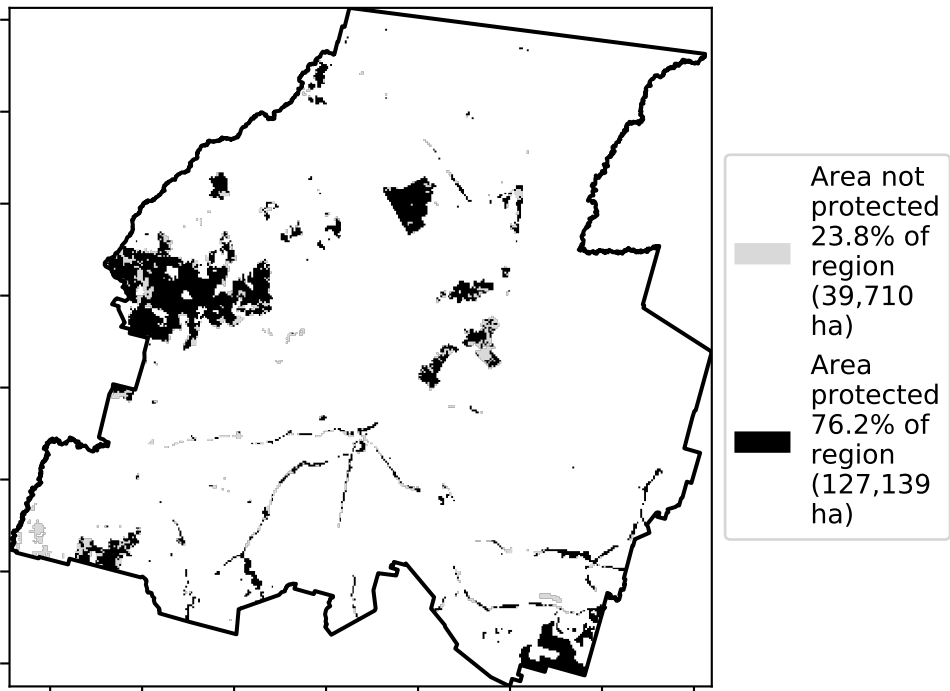 Area not
protected
23.8% of
region
(39,710
ha)
Area
protected
76.2% of
region
(127,139
ha)